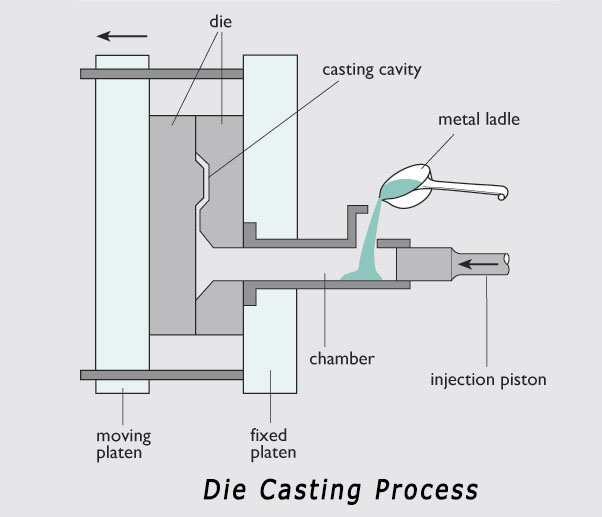 die
casting cavity
metal ladle
chamber
injection piston
moving
platen
fixed
platen
Die Casting Process